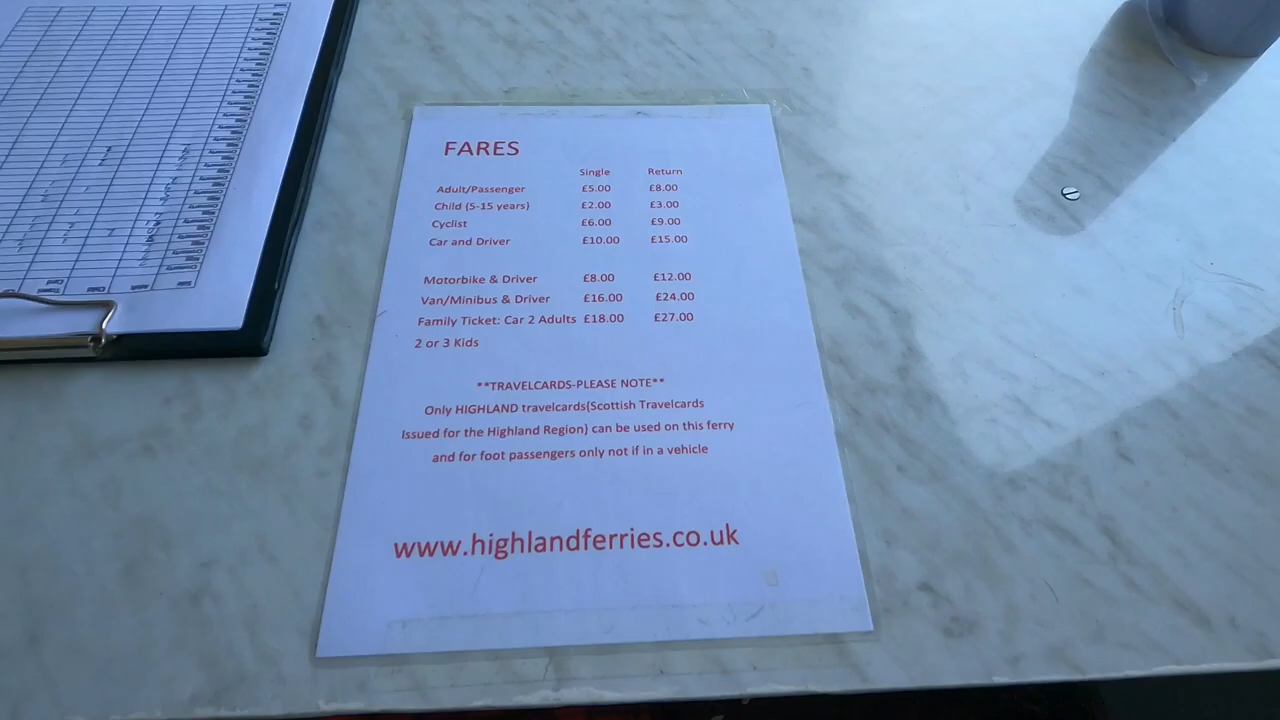 FARES
Single Return
Adult/Passenger £5.00 £8.00
Child (5-15 years) £2.00 £3.00
Cyclist £6.00 £9.00
Car and Driver £10.00 £15.00
Motorbike & Driver £8.00 £12.00
Van/Minibus & Driver £16.00 £24.00
Family Ticket: Car 2 Adults £18.00 £27.00
2 or 3 Kids
**TRAVELCARDS-PLEASE NOTE**
Only HIGHLAND travelcards(Scottish Travelcards
Issued for the Highland Region) can be used on this ferry
and for foot passengers only not if in a vehicle
www.highlandferries.co.uk